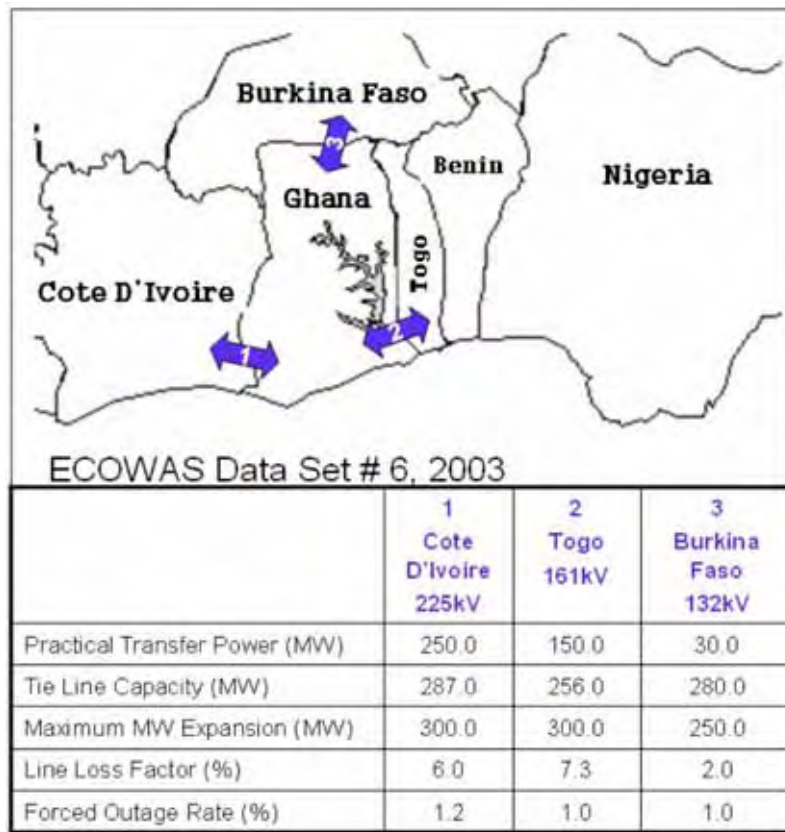 Burkina Faso
3
Benin
Nigeria
Ghana
Togo
Cote D'Ivoire
2
1
ECOWAS Data Set # 6, 2003
1 2 3
Cote Togo Burkina
D'Ivoire 161kV Faso
225kV 132kV
Practical Transfer Power (MW) 250.0 150.0 30.0
Tie Line Capacity (MW) 287.0 256.0 280.0
Maximum MW Expansion (MW) 300.0 300.0 250.0
Line Loss Factor (%) 6.0 7.3 2.0
Forced Outage Rate (%) 1.2 1.0 1.0